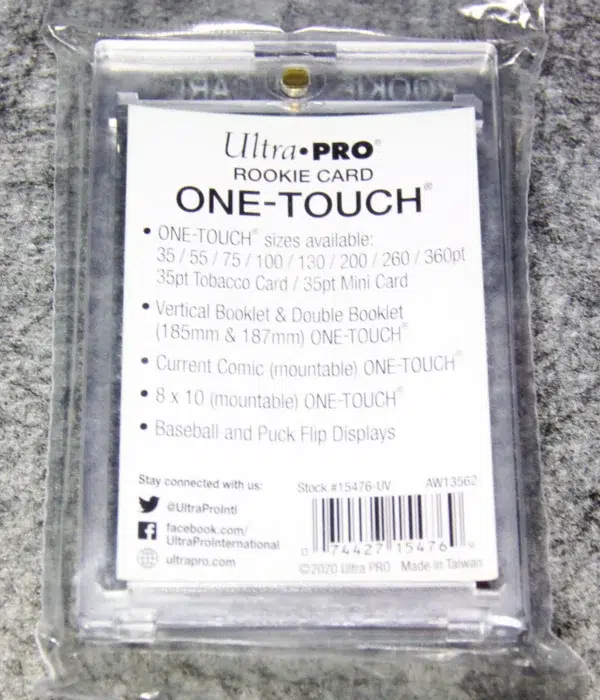 ROOKIE CARD
Ultra•PRO®
ROOKIE CARD
ONE-TOUCH®
• ONE-TOUCH® sizes available:
35 / 55 / 75 / 100 / 130 / 200 / 260 / 360pt
35pt Tobacco Card / 35pt Mini Card
• Vertical Booklet & Double Booklet
(185mm & 187mm) ONE-TOUCH®
• Current Comic (mountable) ONE-TOUCH®
• 8 x 10 (mountable) ONE-TOUCH®
• Baseball and Puck Flip Displays
Stay connected with us:
@UltraProIntl
facebook.com/
UltraProInternational
ultrapro.com
Stock #15476-UV AW13562
0 74427 15476 9
©2020 Ultra PRO Made in Taiwan